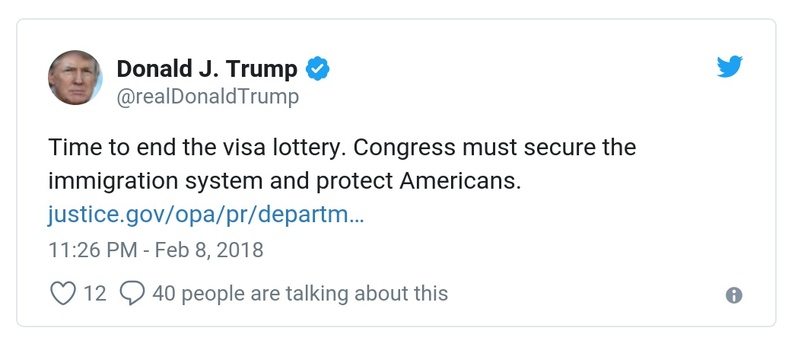 Donald J. Trump
@realDonaldTrump
Time to end the visa lottery. Congress must secure the
immigration system and protect Americans.
justice.gov/opa/pr/departm…
11:26 PM - Feb 8, 2018
12 40 people are talking about this